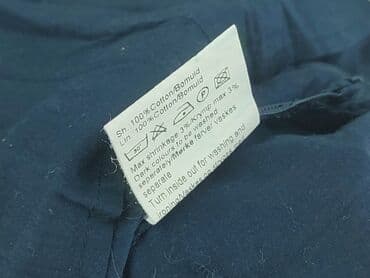 Sh. 100%Cotton/Bomuld
Lin. 100%Cotton/Bomuld
Max shrinkage 3%/Krymp max 3%
Dark colours to be washed
separately/Mørke farver vaskes
separate
Turn inside out for washing and